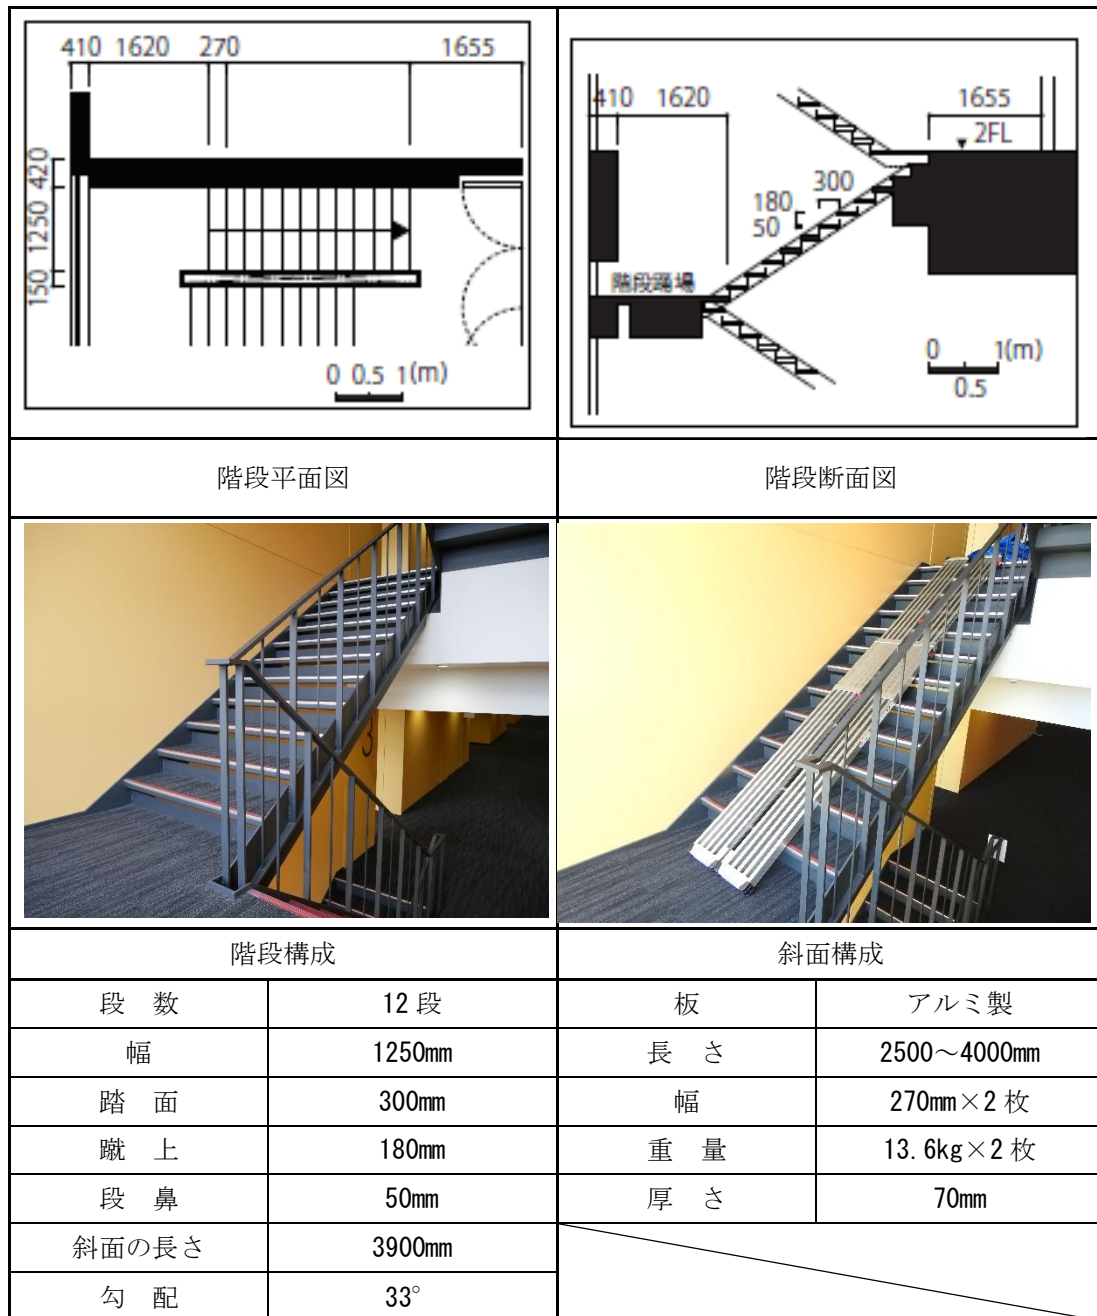 410 1620 270 1655
420
1250
150
0 0.5 1(m)
410 1620 1655
2FL
300
180
50
階段踊場
0 1(m)
0.5
階段平面図 階段断面図
3
階段構成 斜面構成
段 数 12段 板 アルミ製
幅 1250mm 長 さ 2500～4000mm
踏 面 300mm 幅 270mm×2枚
蹴 上 180mm 重 量 13.6kg×2枚
段 鼻 50mm 厚 さ 70mm
斜面の長さ 3900mm
勾 配 33°